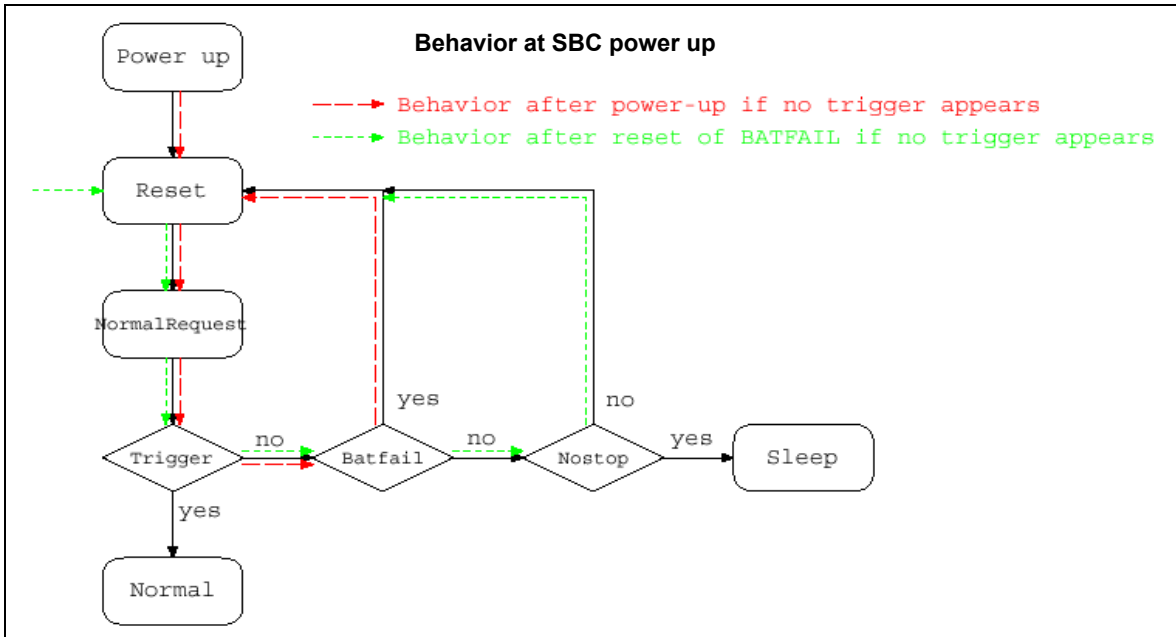 Behavior at SBC power up
Power up
Behavior after power-up if no trigger appears
Behavior after reset of BATFAIL if no trigger appears
Reset
NormalRequest
yes
no
no
no
yes
Trigger
Batfail
Nostop
Sleep
yes
Normal